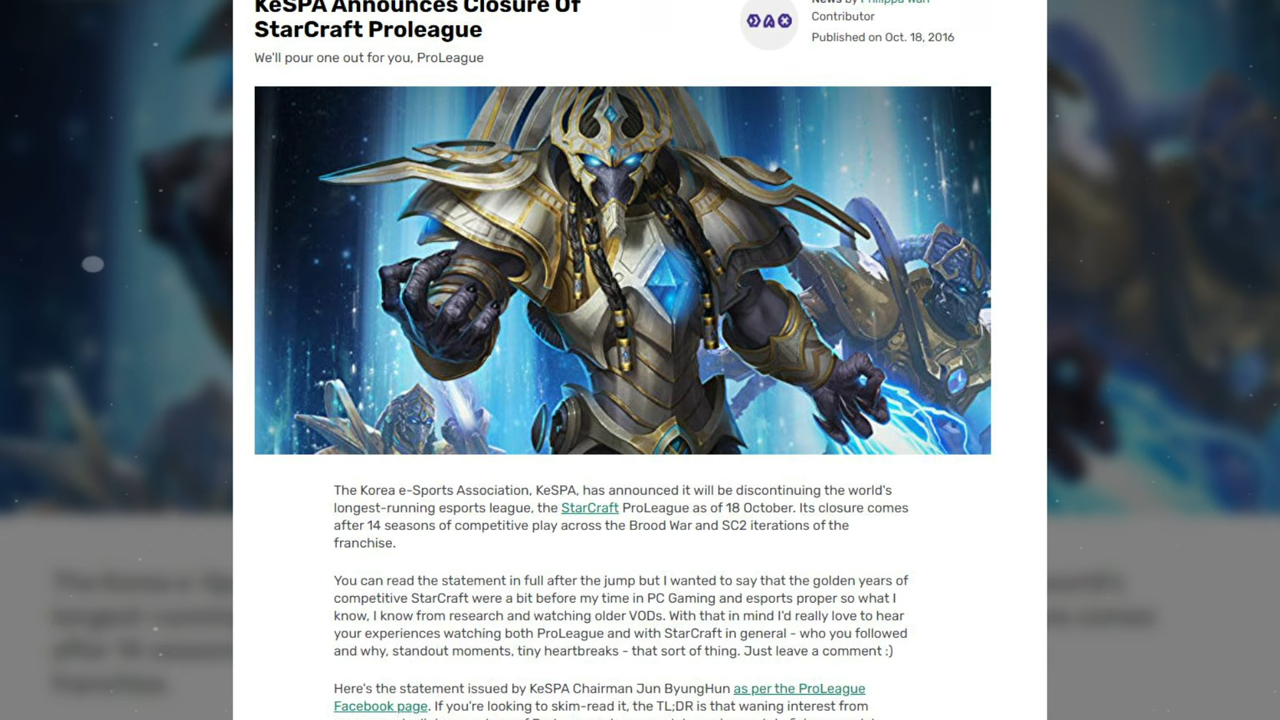 KeSPA Announces Closure Of
StarCraft Proleague
We'll pour one out for you, ProLeague
News by Philippa Warr
Contributor
Published on Oct. 18, 2016
The Korea e-Sports Association, KeSPA, has announced it will be discontinuing the world's
longest-running esports league, the StarCraft ProLeague as of 18 October. Its closure comes
after 14 seasons of competitive play across the Brood War and SC2 iterations of the
franchise.
You can read the statement in full after the jump but I wanted to say that the golden years of
competitive StarCraft were a bit before my time in PC Gaming and esports proper so what I
know, I know from research and watching older VODs. With that in mind I'd really love to hear
your experiences watching both ProLeague and with StarCraft in general - who you followed
and why, standout moments, tiny heartbreaks - that sort of thing. Just leave a comment :)
Here's the statement issued by KeSPA Chairman Jun ByungHun as per the ProLeague
Facebook page. If you're looking to skim-read it, the TL;DR is that waning interest from